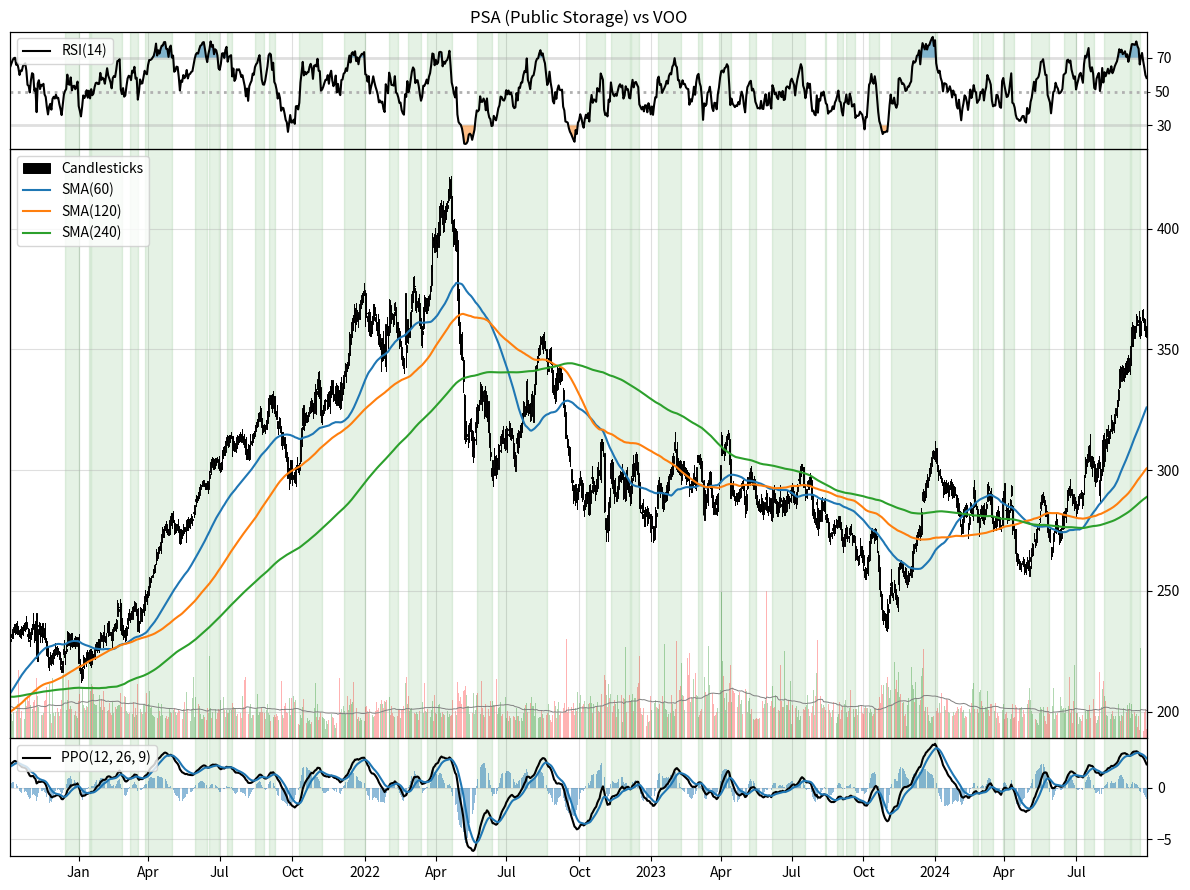 PSA (Public Storage) vs VOO
RSI(14)
70
50
30
Candlesticks
SMA(60)
SMA(120)
SMA(240)
400
350
300
250
200
PPO(12, 26, 9)
0
−5
Jan Apr Jul Oct 2022 Apr Jul Oct 2023 Apr Jul Oct 2024 Apr Jul